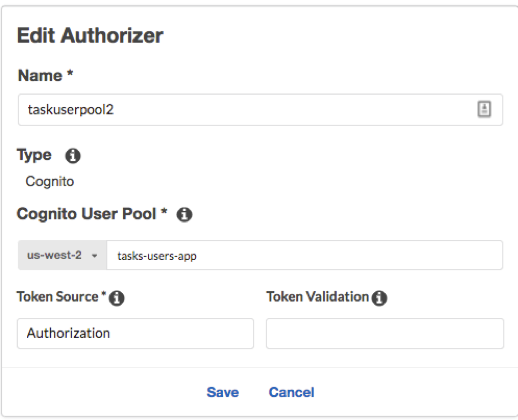 Edit Authorizer
Name *
taskuserpool2
Type
Cognito
Cognito User Pool *
us-west-2 tasks-users-app
Token Source * Token Validation
Authorization
Save Cancel